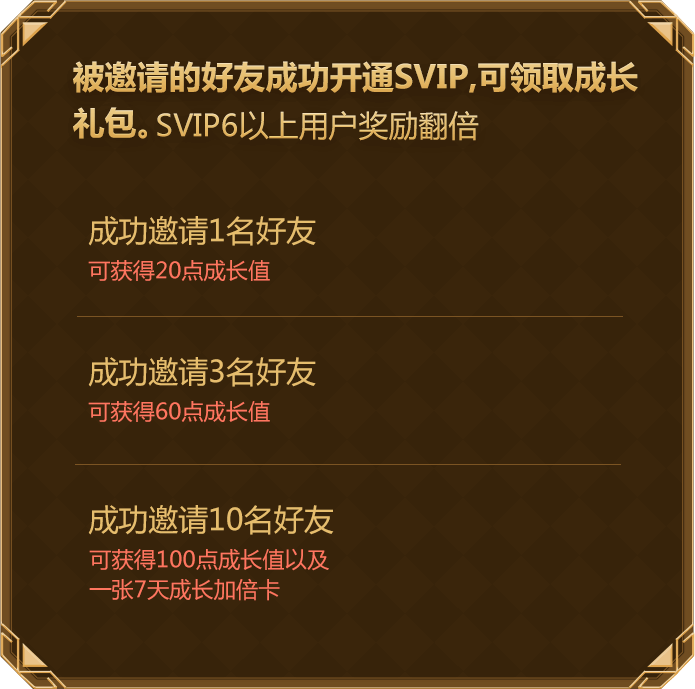 被邀请的好友成功开通SVIP,可领取成长
礼包。SVIP6以上用户奖励翻倍
成功邀请1名好友
可获得20点成长值
成功邀请3名好友
可获得60点成长值
成功邀请10名好友
可获得100点成长值以及
一张7天成长加倍卡